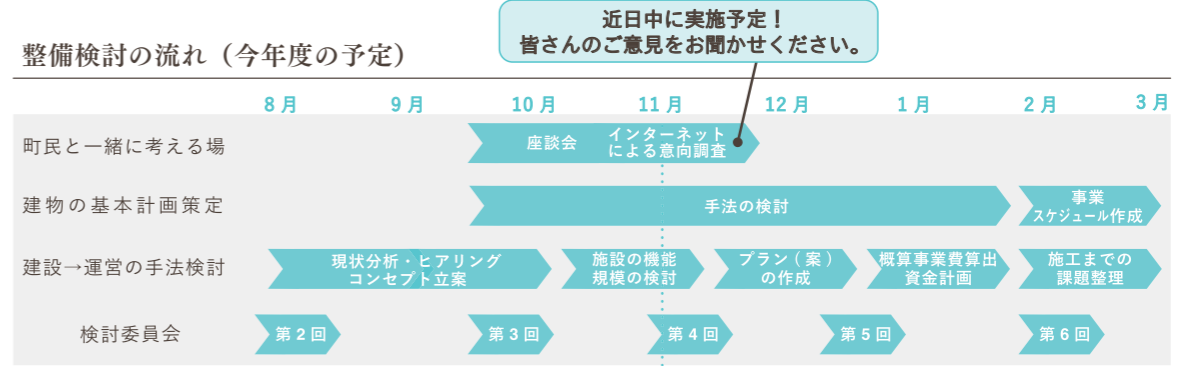 近日中に実施予定！
皆さんのご意見をお聞かせください。
整備検討の流れ（今年度の予定）
8月 9月 10月 11月 12月 1月 2月 3月
町民と一緒に考える場
座談会
インターネット
による意向調査
建物の基本計画策定
手法の検討
事業
スケジュール作成
建設→運営の手法検討
現状分析・ヒアリング
コンセプト立案
施設の機能
規模の検討
プラン(案)
の作成
概算事業費算出
資金計画
施工までの
課題整理
検討委員会
第2回 第3回 第4回 第5回 第6回